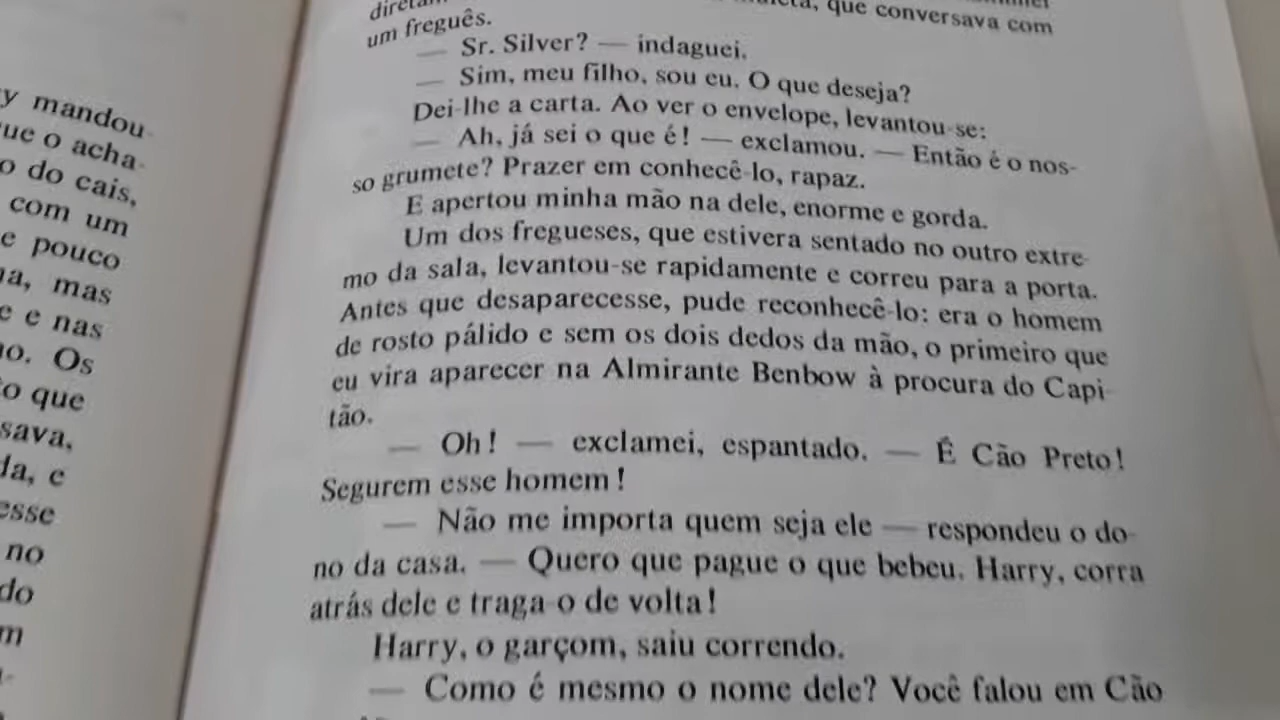 y mandou-
ue o acha-
o do cais,
com um
e pouco
na, mas
e e nas
no. Os
to que
sava,
da, e
esse
no
do
m
que conversava com
um freguês.
— Sr. Silver? — indaguei.
— Sim, meu filho, sou eu. O que deseja?
Dei-lhe a carta. Ao ver o envelope, levantou-se:
— Ah, já sei o que é! — exclamou. — Então é o nos-
so grumete? Prazer em conhecê-lo, rapaz.
E apertou minha mão na dele, enorme e gorda.
Um dos fregueses, que estivera sentado no outro extre-
mo da sala, levantou-se rapidamente e correu para a porta.
Antes que desaparecesse, pude reconhecê-lo: era o homem
de rosto pálido e sem os dois dedos da mão, o primeiro que
eu vira aparecer na Almirante Benbow à procura do Capi-
tão.
— Oh! — exclamei, espantado. — É Cão Preto!
Segurem esse homem!
— Não me importa quem seja ele — respondeu o do-
no da casa. — Quero que pague o que bebeu. Harry, corra
atrás dele e traga-o de volta!
Harry, o garçom, saiu correndo.
— Como é mesmo o nome dele? Você falou em Cão